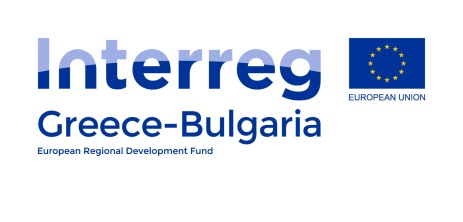 Interreg
EUROPEAN UNION
Greece-Bulgaria
European Regional Development Fund